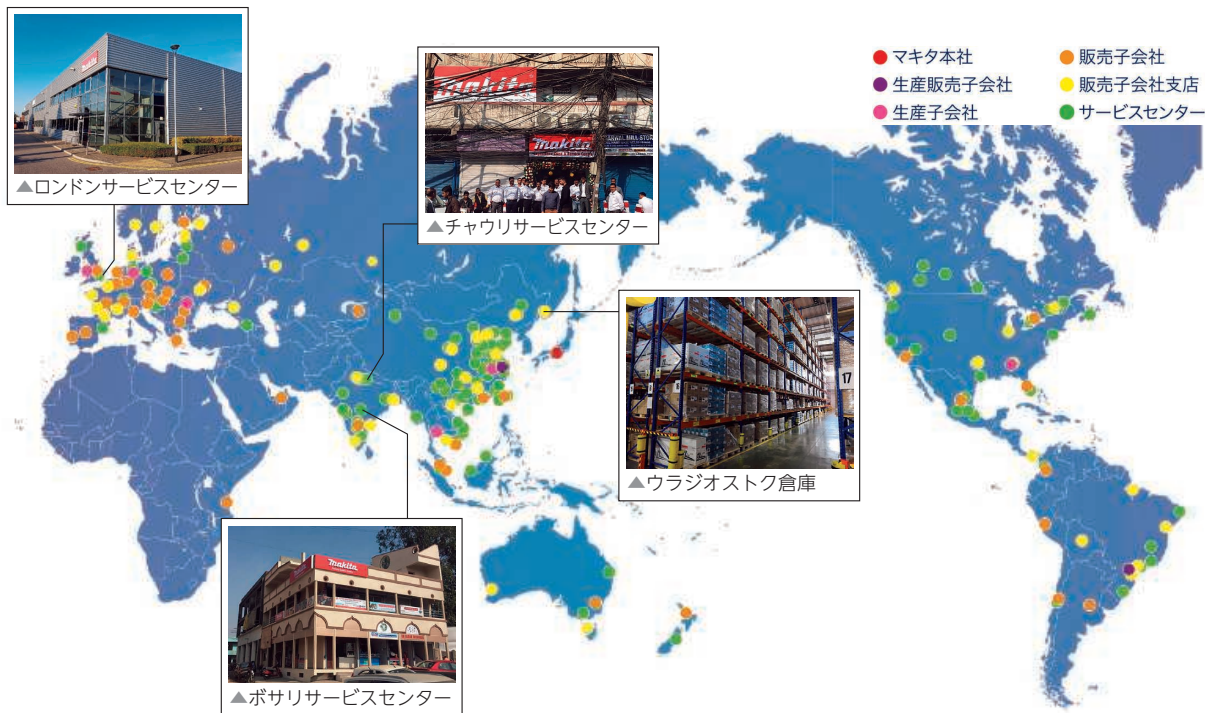 makita
▲ロンドンサービスセンター
makita
makita
▲チャウリサービスセンター
● マキタ本社
● 生産販売子会社
● 生産子会社
● 販売子会社
● 販売子会社支店
● サービスセンター
17
▲ウラジオストク倉庫
makita
▲ボサリサービスセンター